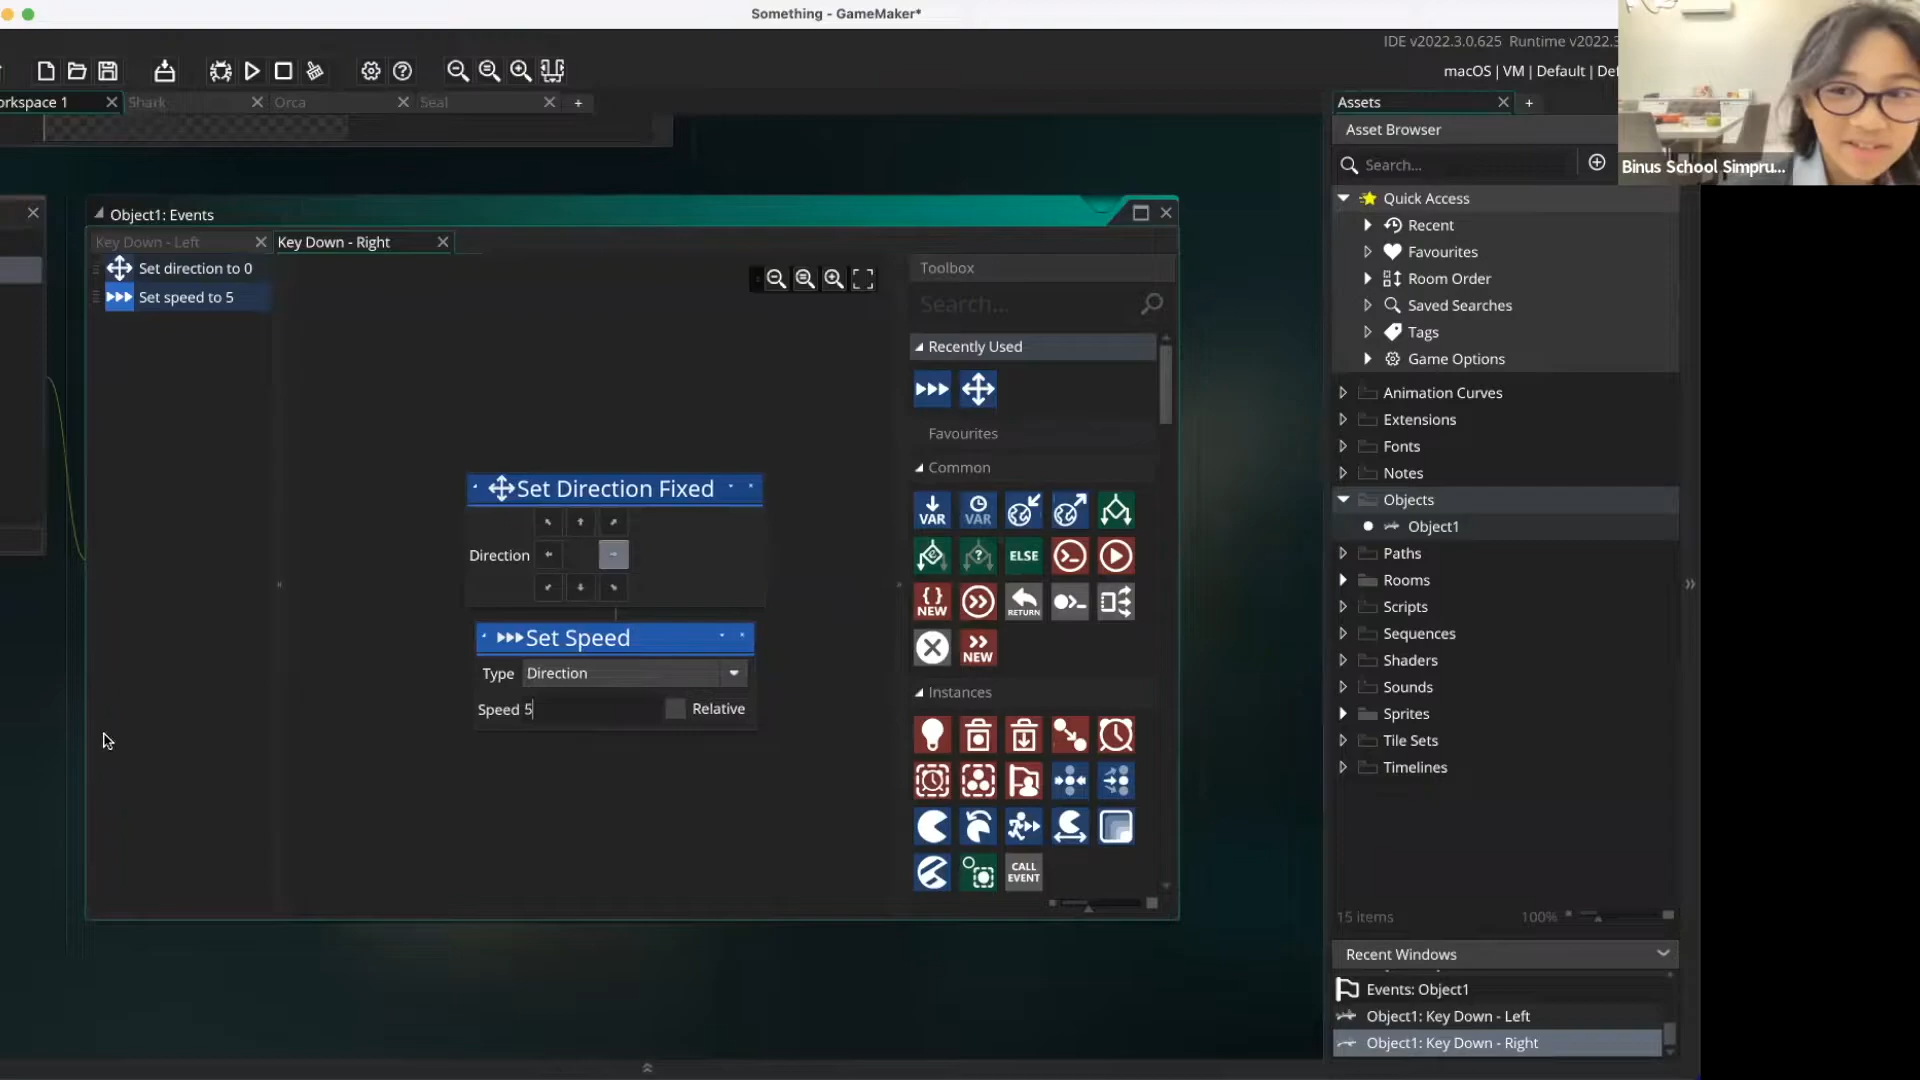 Something - GameMaker*
IDE v2022.3.0.625 Runtime v2022.3
macOS | VM | Default | Def
orkspace 1
Shark
Orca
Seal
Assets
Asset Browser
Search...
Binus School Simpru...
Quick Access
Recent
Favourites
Room Order
Saved Searches
Tags
Game Options
Animation Curves
Extensions
Fonts
Notes
Objects
Object1
Paths
Rooms
Scripts
Sequences
Shaders
Sounds
Sprites
Tile Sets
Timelines
15 items 100%
Recent Windows
Events: Object1
Object1: Key Down - Left
Object1: Key Down - Right
Object1: Events
Key Down - Left
Key Down - Right
Set direction to 0
Set speed to 5
Set Direction Fixed
Direction
Set Speed
Type Direction
Speed 5 Relative
Toolbox
Search...
Recently Used
Favourites
Common
VAR VAR
ELSE
NEW RETURN
NEW
Instances
CALL EVENT